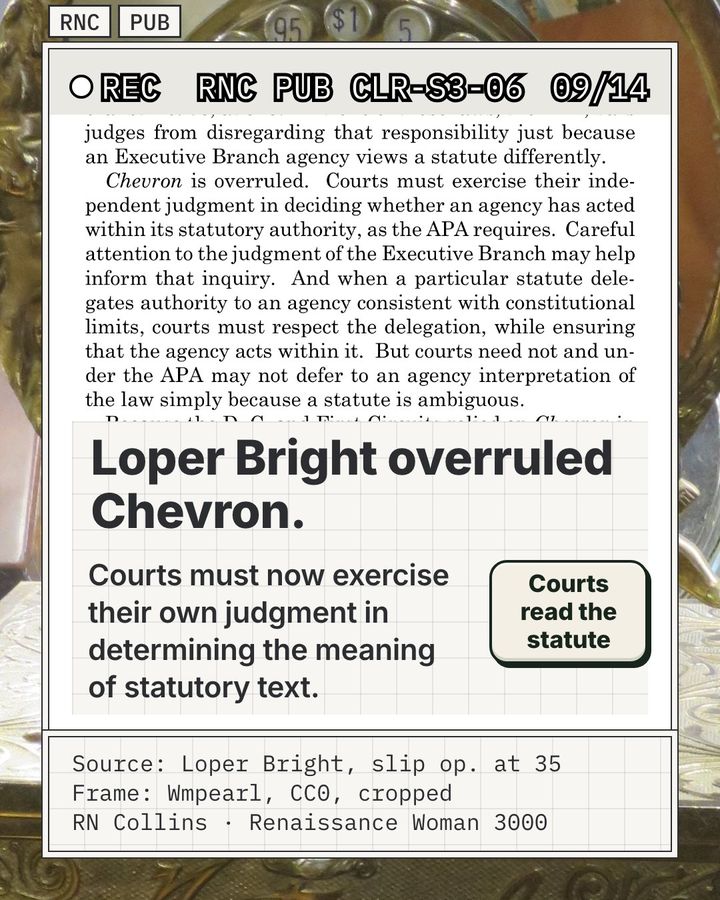 RNC PUB
95 $1 5
REC RNC PUB CLR-S3-06 09/14
judges from disregarding that responsibility just because
an Executive Branch agency views a statute differently.
Chevron is overruled. Courts must exercise their inde-
pendent judgment in deciding whether an agency has acted
within its statutory authority, as the APA requires. Careful
attention to the judgment of the Executive Branch may help
inform that inquiry. And when a particular statute dele-
gates authority to an agency consistent with constitutional
limits, courts must respect the delegation, while ensuring
that the agency acts within it. But courts need not and un-
der the APA may not defer to an agency interpretation of
the law simply because a statute is ambiguous.
Loper Bright overruled
Chevron.
Courts must now exercise
their own judgment in
determining the meaning
of statutory text.
Courts
read the
statute
Source: Loper Bright, slip op. at 35
Frame: Wmpearl, CC0, cropped
RN Collins · Renaissance Woman 3000